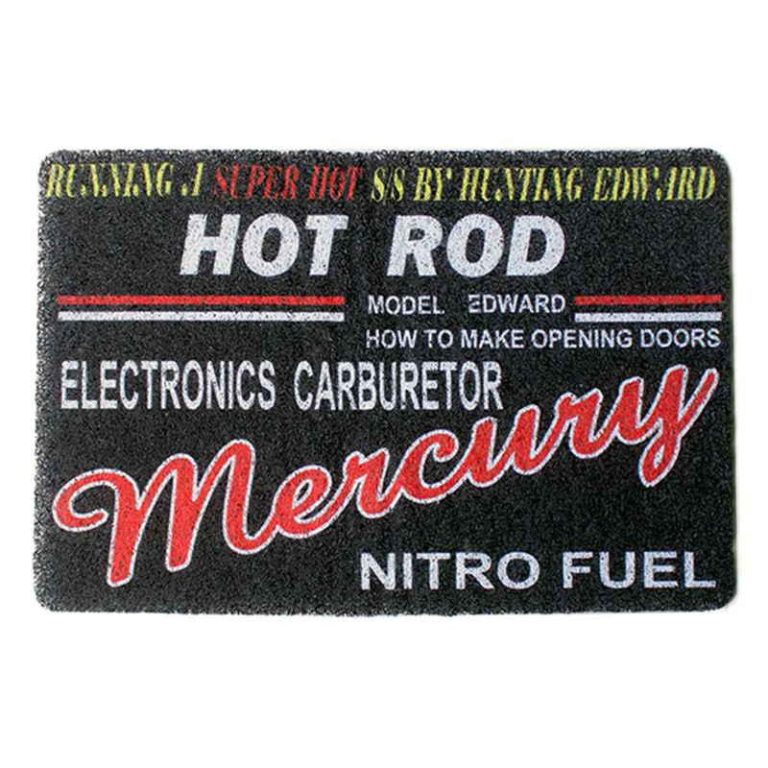 RUNNING A SUPER HOT S/S BY HUNTING EDWARD
HOT ROD
MODEL EDWARD
HOW TO MAKE OPENING DOORS
ELECTRONICS CARBURETOR
Mercury
NITRO FUEL